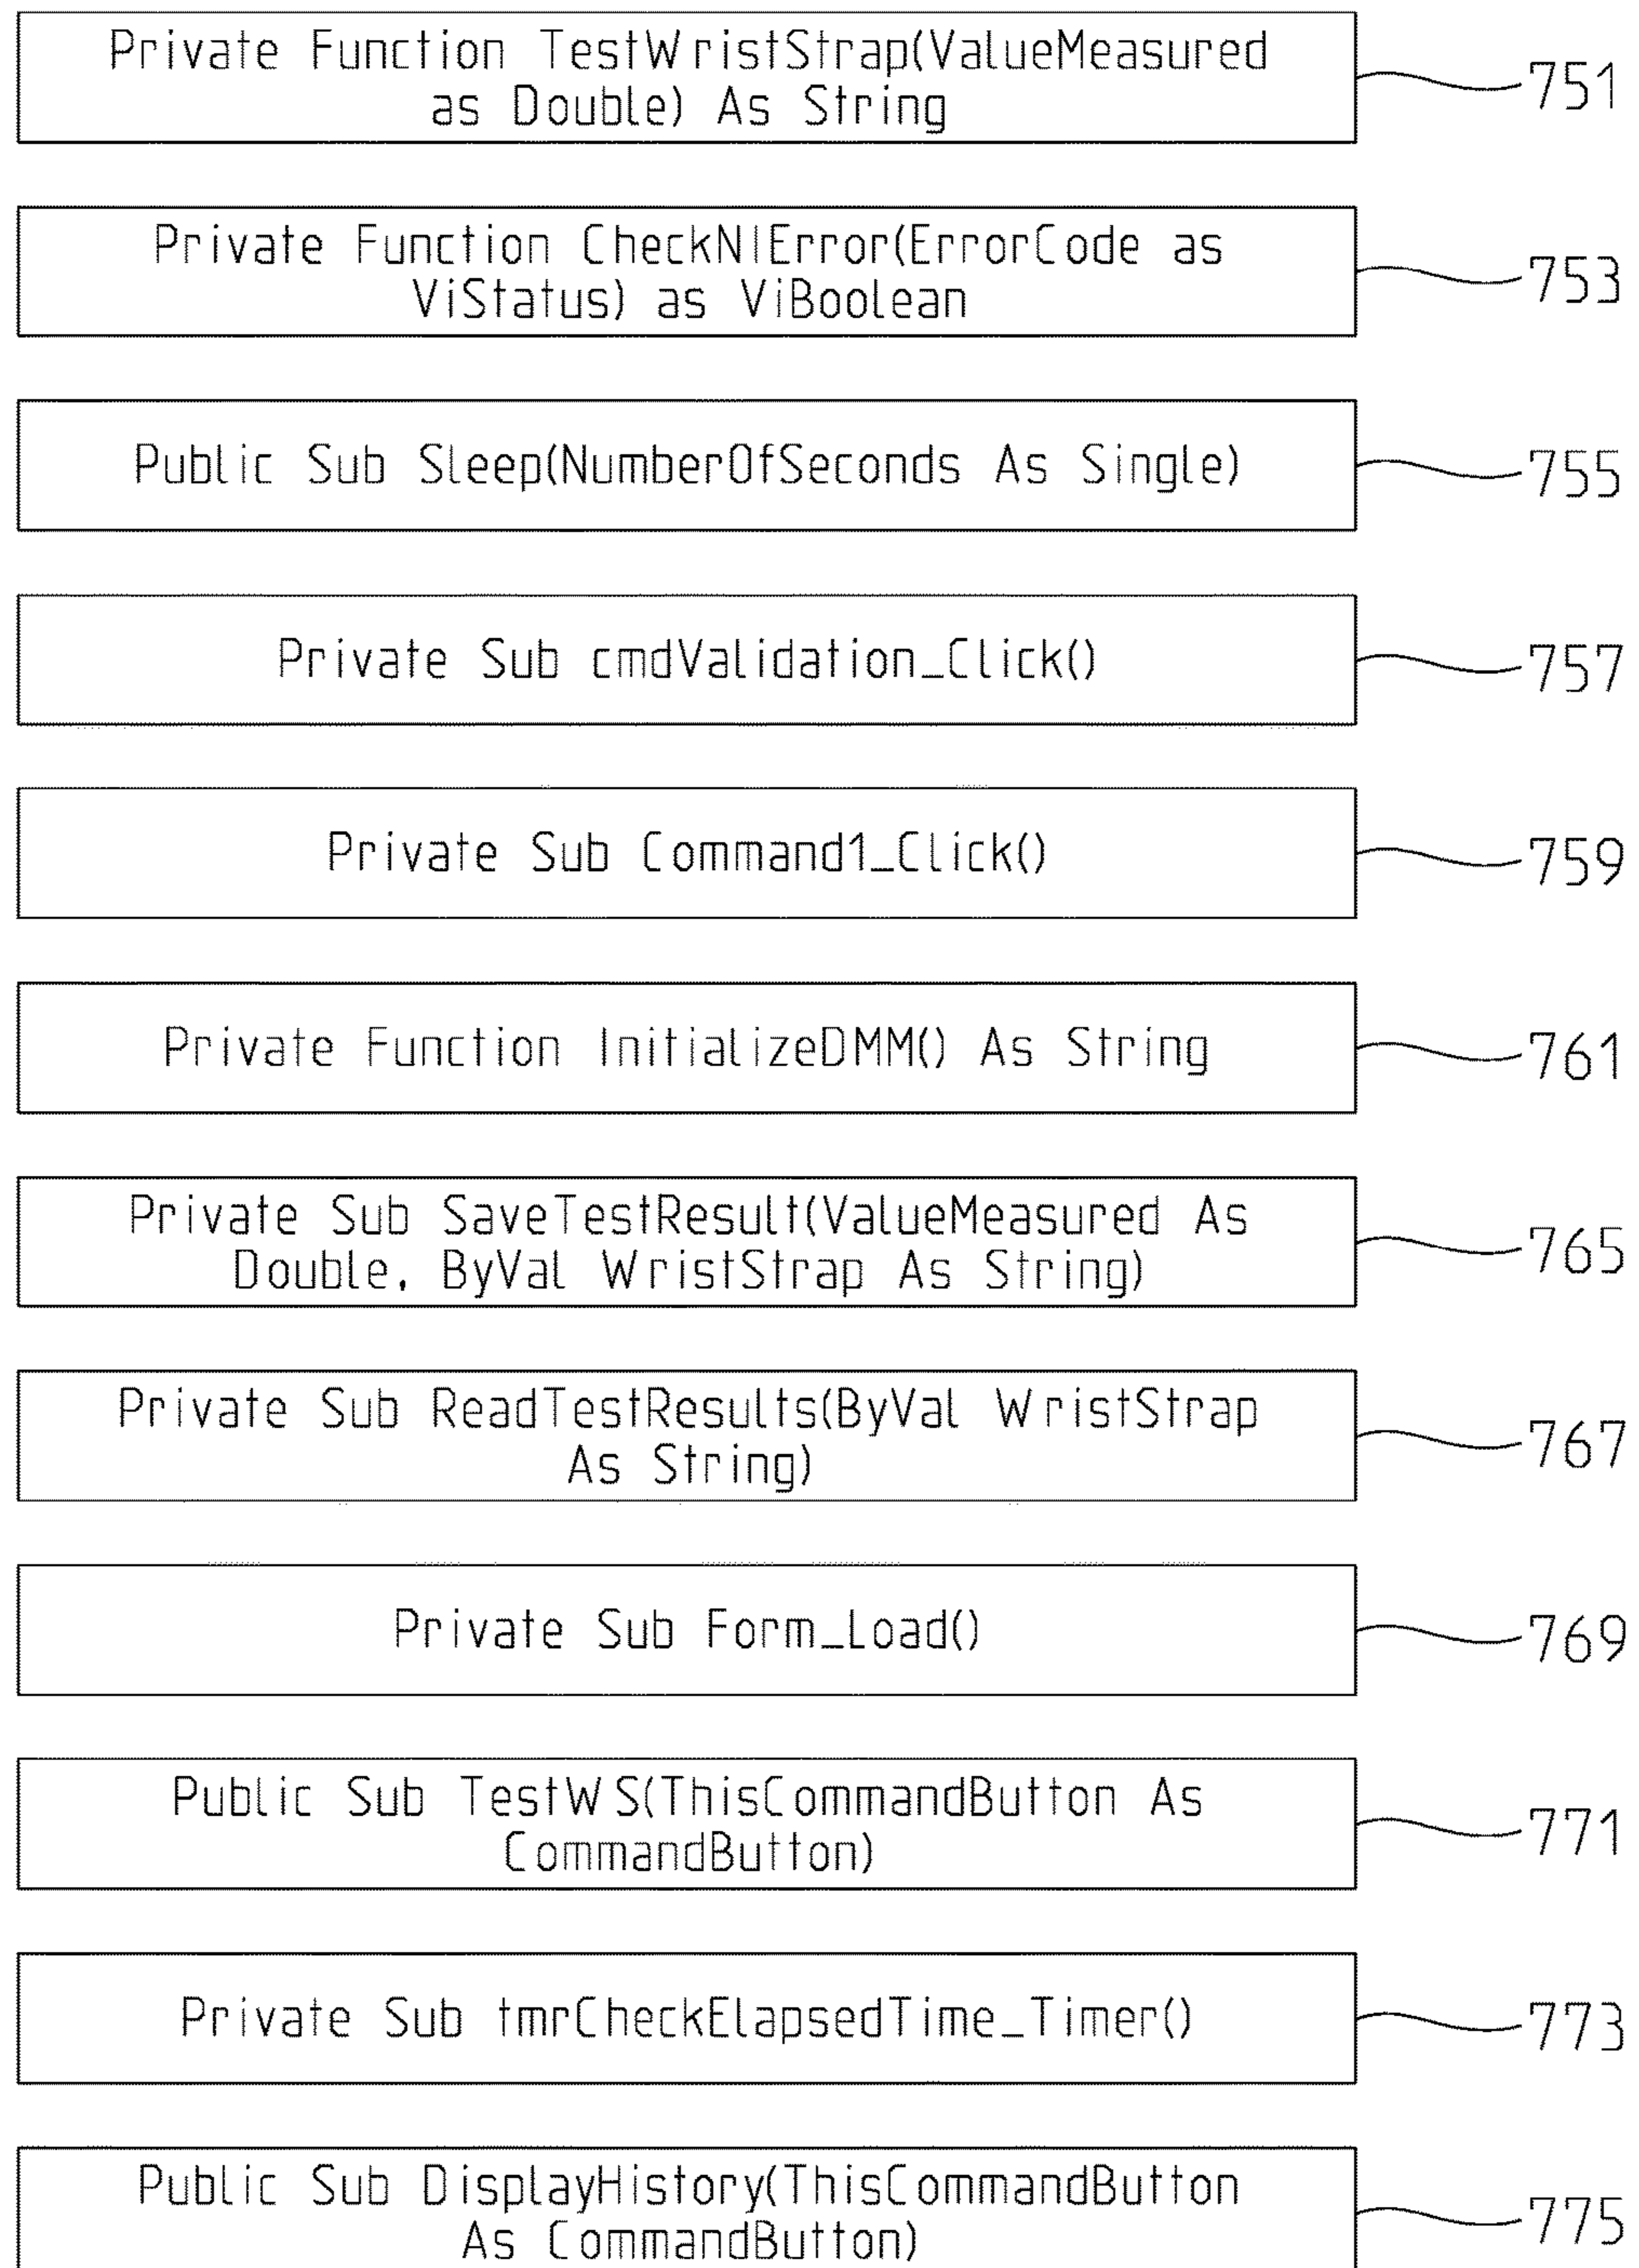 Private Function TestWristStrap(ValueMeasured
as Double) As String
751
Private Function CheckNIError(ErrorCode as
ViStatus) as ViBoolean
753
Public Sub Sleep(NumberOfSeconds As Single)
755
Private Sub cmdValidation_Click()
757
Private Sub Command1_Click()
759
Private Function InitializeDMM() As String
761
Private Sub SaveTestResult(ValueMeasured As
Double, ByVal WristStrap As String)
765
Private Sub ReadTestResults(ByVal WristStrap
As String)
767
Private Sub Form_Load()
769
Public Sub TestWS(ThisCommandButton As
CommandButton)
771
Private Sub tmrCheckElapsedTime_Timer()
773
Public Sub DisplayHistory(ThisCommandButton
As CommandButton)
775